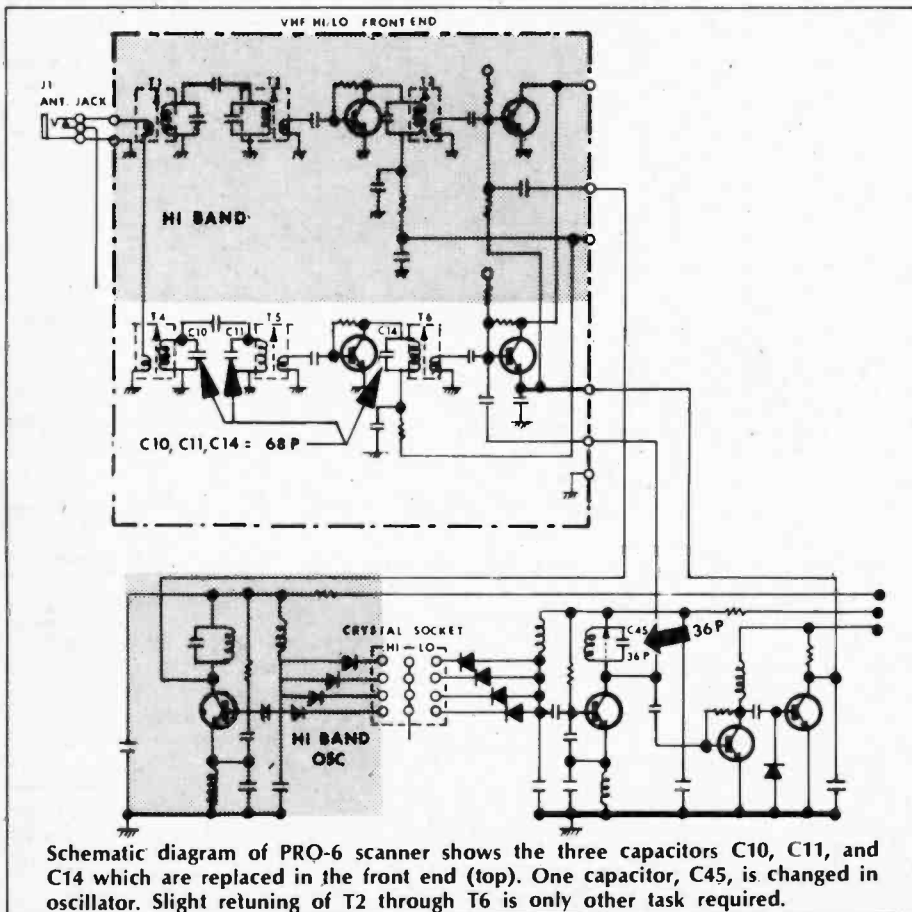 VHF HI/LO FRONT END
J1
ANT. JACK
T1
T2
T3
HI BAND
T4
C10
C11
T5
C14
T6
C10, C11, C14 = 68 P
CRYSTAL SOCKET
HI - LO
C45
36 P
36 P
HI BAND
OSC
Schematic diagram of PRO-6 scanner shows the three capacitors C10, C11, and
C14 which are replaced in the front end (top). One capacitor, C45, is changed in
oscillator. Slight retuning of T2 through T6 is only other task required.